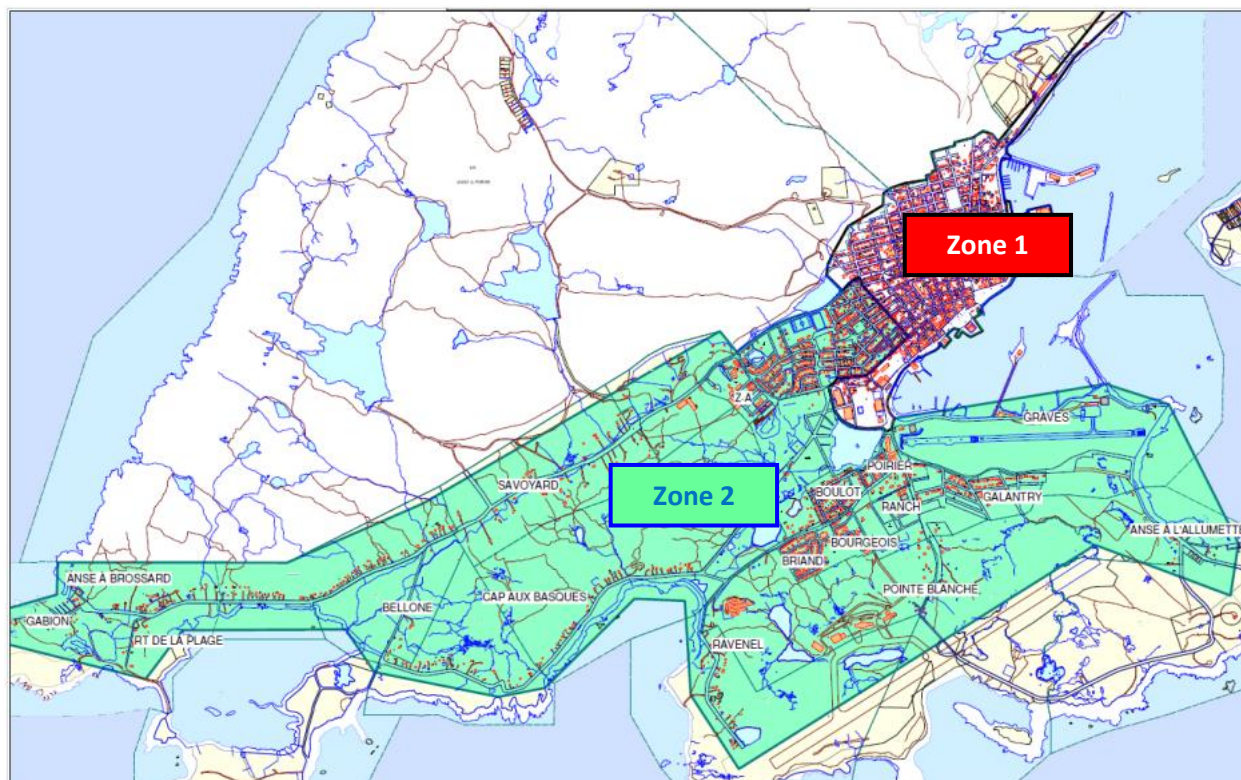 Zone 1
Z.A
GRAVES
SAVOYARD
Zone 2
POIRIER
BOULOT
RANCH
GALANTRY
ANSE À L'ALLUMETTE
BOURGEOIS
BRIAND
ANSE À BROSSARD
CAP AUX BASQUES
POINTE BLANCHE
BELLONE
GABION
RT DE LA PLAGE
RAVENEL